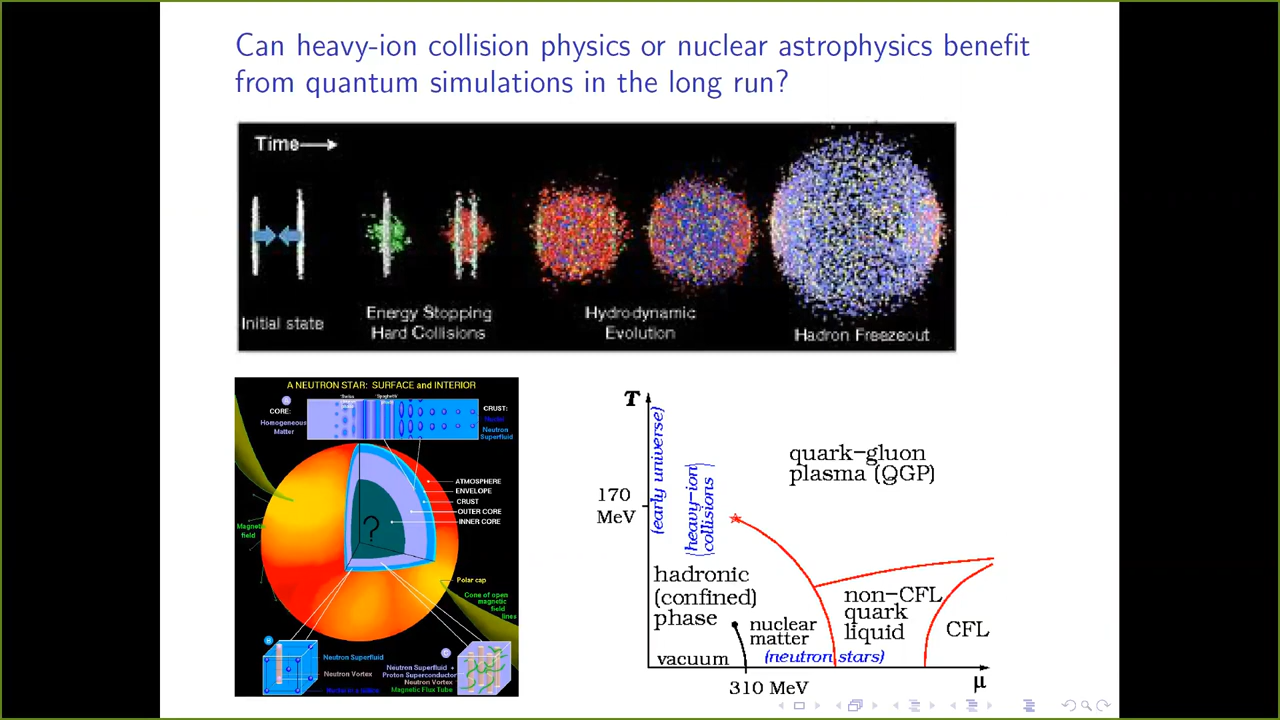 Can heavy-ion collision physics or nuclear astrophysics benefit
from quantum simulations in the long run?
Time
Initial state
Energy Stopping
Hard Collisions
Hydrodynamic
Evolution
Hadron Freezeout
A NEUTRON STAR: SURFACE and INTERIOR
CORE:
Homogeneous
Matter
CRUST:
Neutron
Superfluid
ATMOSPHERE
ENVELOPE
CRUST
OUTER CORE
INNER CORE
?
Magnetic
field
Polar cap
Cone of open
magnetic
field
lines
B
Neutron Superfluid
Neutron Vortex
C
Neutron Superfluid +
Proton Superconductor
Neutron Vortex
Magnetic Flux Tube
T
(early universe)
170
MeV
(heavy-ion
collisions)
quark-gluon
plasma (QGP)
hadronic
(confined)
phase
vacuum
nuclear
matter
(neutron stars)
non-CFL
quark
liquid
CFL
310 MeV
μ